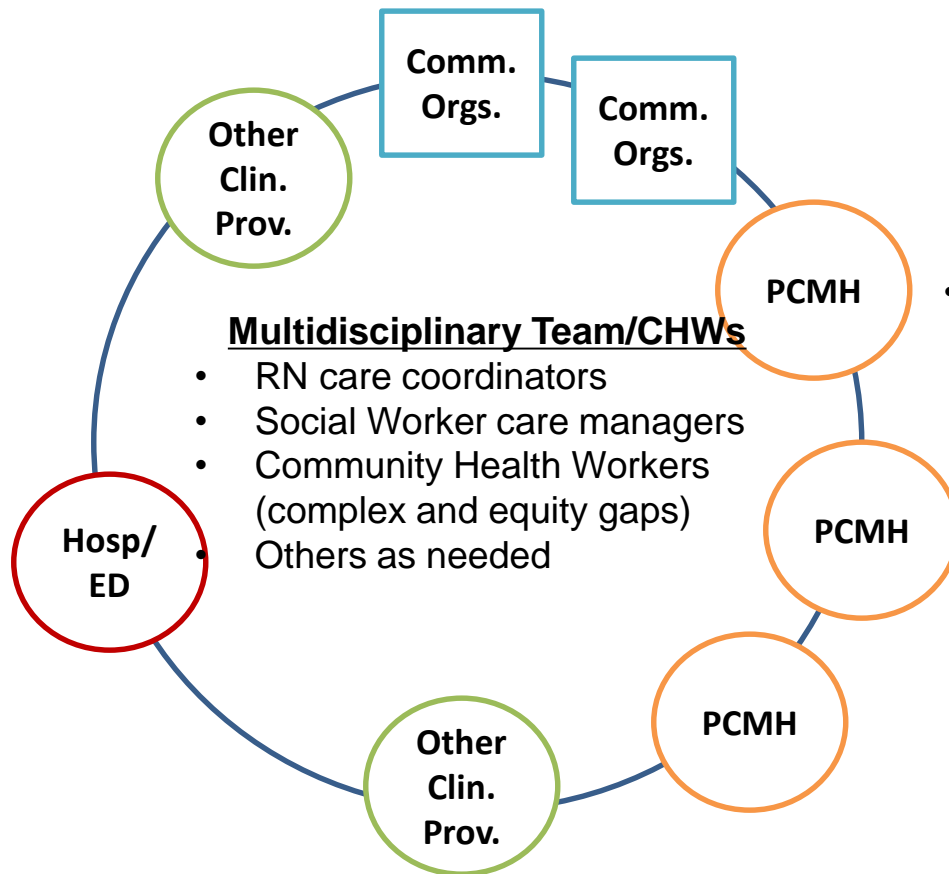 Comm.
Orgs.
Comm.
Orgs.
Other
Clin.
Prov.
PCMH
•
Multidisciplinary Team/CHWs
• RN care coordinators
• Social Worker care managers
• Community Health Workers
(complex and equity gaps)
• Others as needed
Hosp/
ED
PCMH
PCMH
Other
Clin.
Prov.